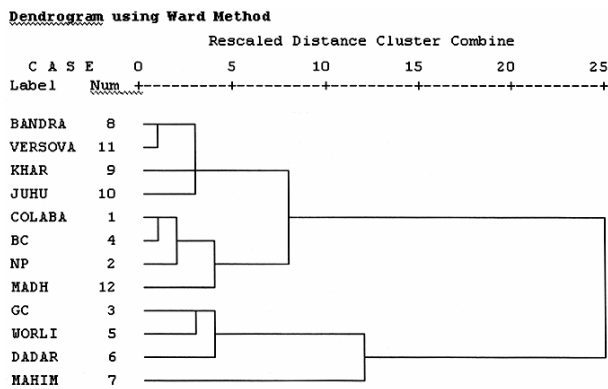 Dendrogram using Ward Method
Rescaled Distance Cluster Combine
C A S E 0 5 10 15 20 25
Label Num +---------+---------+---------+---------+---------+
BANDRA 8
VERSOVA 11
KHAR 9
JUHU 10
COLABA 1
BC 4
NP 2
MADH 12
GC 3
WORLI 5
DADAR 6
MAHIM 7